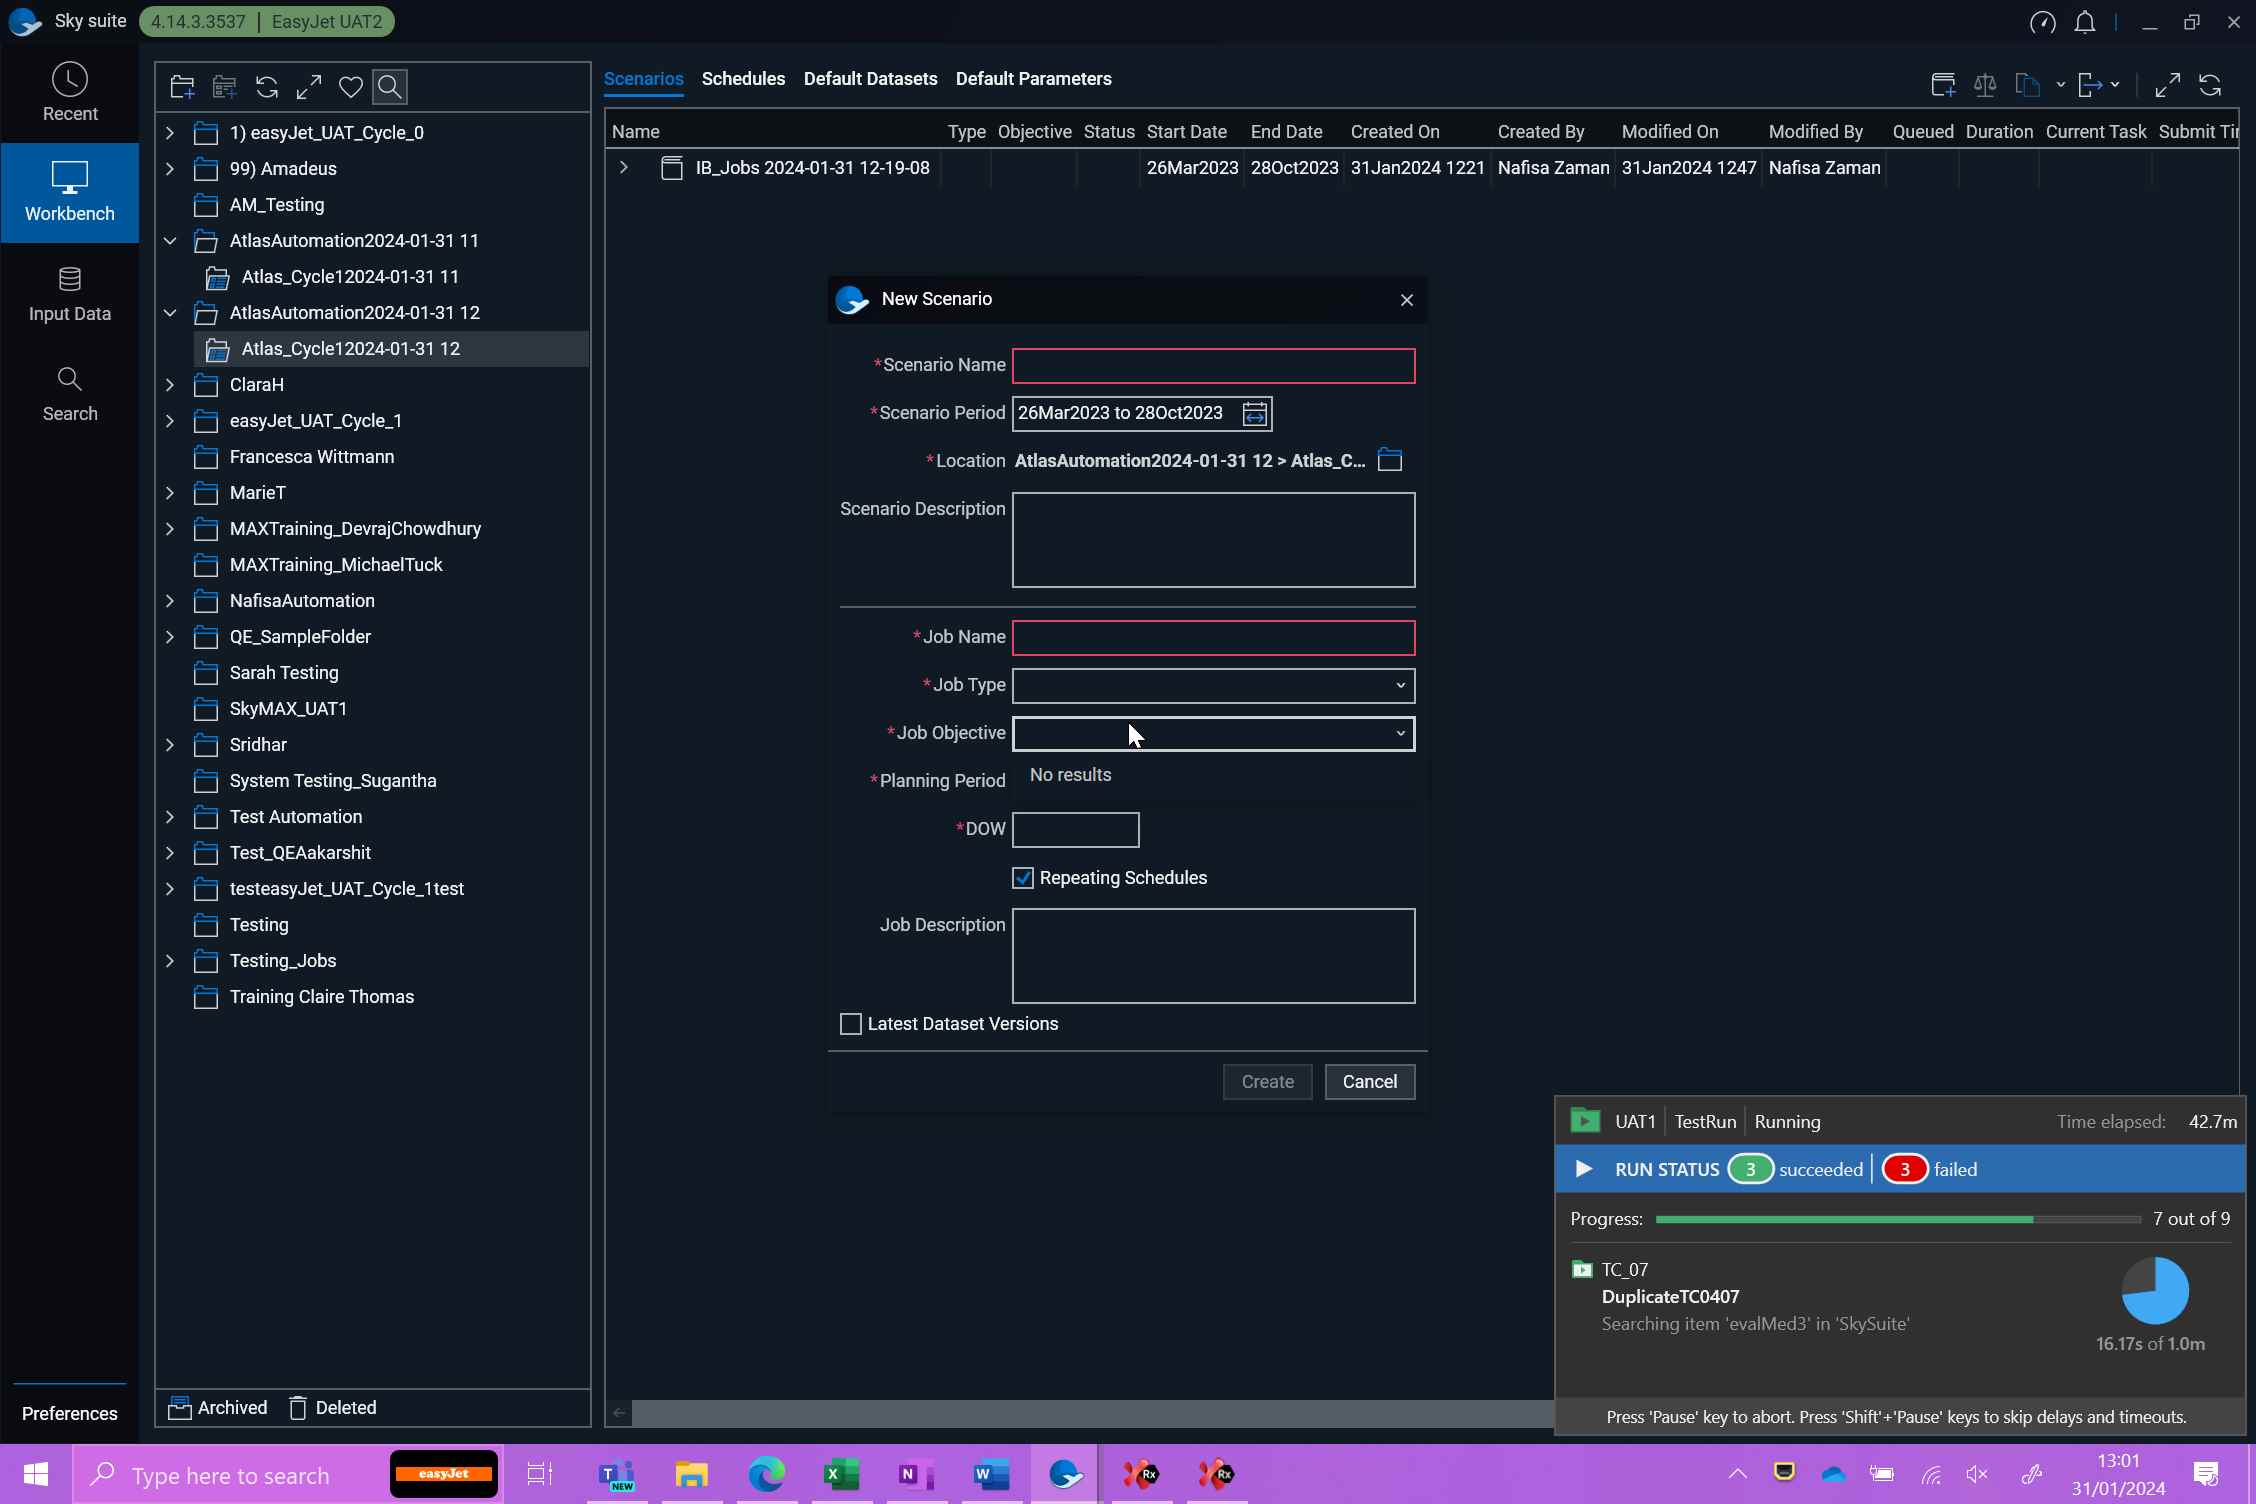 Sky suite
4.14.3.3537 | EasyJet UAT2
Recent
Workbench
Input Data
Search
Preferences
1) easyJet_UAT_Cycle_0
99) Amadeus
AM_Testing
AtlasAutomation2024-01-31 11
Atlas_Cycle12024-01-31 11
AtlasAutomation2024-01-31 12
Atlas_Cycle12024-01-31 12
ClaraH
easyJet_UAT_Cycle_1
Francesca Wittmann
MarieT
MAXTraining_DevrajChowdhury
MAXTraining_MichaelTuck
NafisaAutomation
QE_SampleFolder
Sarah Testing
SkyMAX_UAT1
Sridhar
System Testing_Sugantha
Test Automation
Test_QEAakarshit
testeasyJet_UAT_Cycle_1test
Testing
Testing_Jobs
Training Claire Thomas
Archived Deleted
Scenarios Schedules Default Datasets Default Parameters
Name Type Objective Status Start Date End Date Created On Created By Modified On Modified By Queued Duration Current Task Submit Tir
IB_Jobs 2024-01-31 12-19-08 26Mar2023 28Oct2023 31Jan2024 1221 Nafisa Zaman 31Jan2024 1247 Nafisa Zaman
New Scenario
*Scenario Name
*Scenario Period 26Mar2023 to 28Oct2023
*Location AtlasAutomation2024-01-31 12 > Atlas_C...
Scenario Description
*Job Name
*Job Type
*Job Objective
*Planning Period No results
*DOW
Repeating Schedules
Job Description
Latest Dataset Versions
Create Cancel
UAT1 | TestRun | Running Time elapsed: 42.7m
RUN STATUS 3 succeeded | 3 failed
Progress: 7 out of 9
TC_07
DuplicateTC0407
Searching item 'evalMed3' in 'SkySuite'
16.17s of 1.0m
Press 'Pause' key to abort. Press 'Shift'+'Pause' keys to skip delays and timeouts.
Type here to search
easyJet
T
NEW
X
N
W
Rx
Rx
13:01
31/01/2024